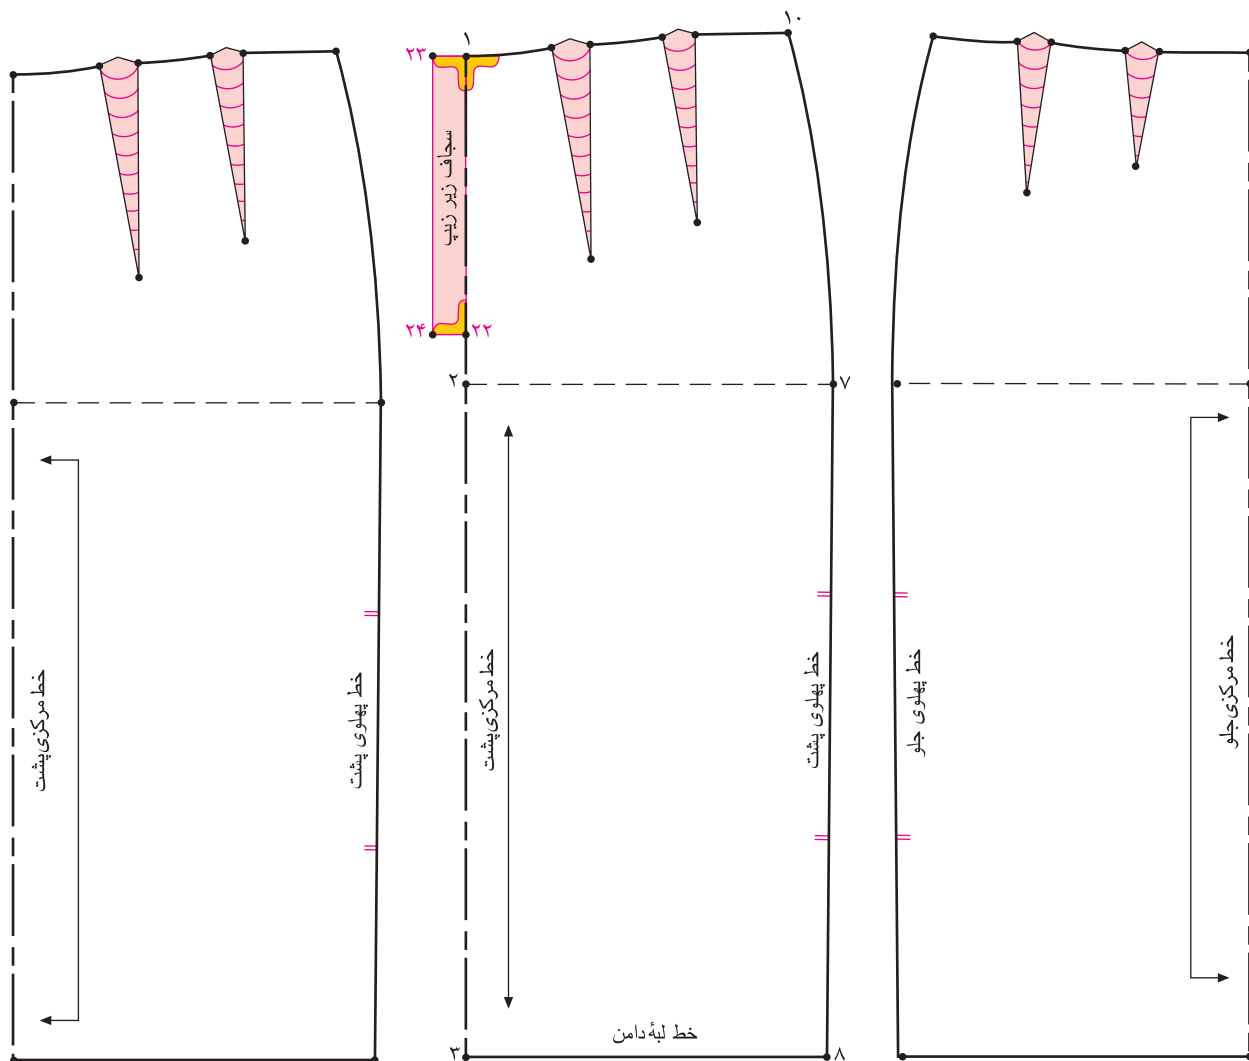 ۱۰
۱
۲۳
سجاف زیر زیپ
۲۴
۲۲
۲
۷
خط پهلوی جلو
خط مرکزی جلو
خط پهلوی پشت
خط مرکزی پشت
خط پهلوی پشت
خط مرکزی پشت
خط لبهٔ دامن
۳
۸